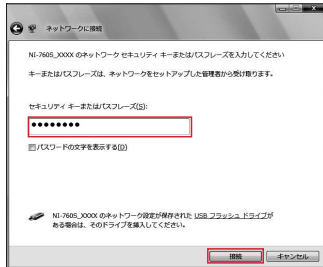 ネットワークに接続
NI-760S_XXXX のネットワーク セキュリティ キーまたはパスフレーズを入力してください
キーまたはパスフレーズは、ネットワークをセットアップした管理者から受け取ります。
セキュリティ キーまたはパスフレーズ(S):
●●●●●●●●
パスワードの文字を表示する(D)
NI-760S_XXXX のネットワーク設定が保存された USB フラッシュ ドライブが
ある場合は、そのドライブを挿入してください。
接続 キャンセル